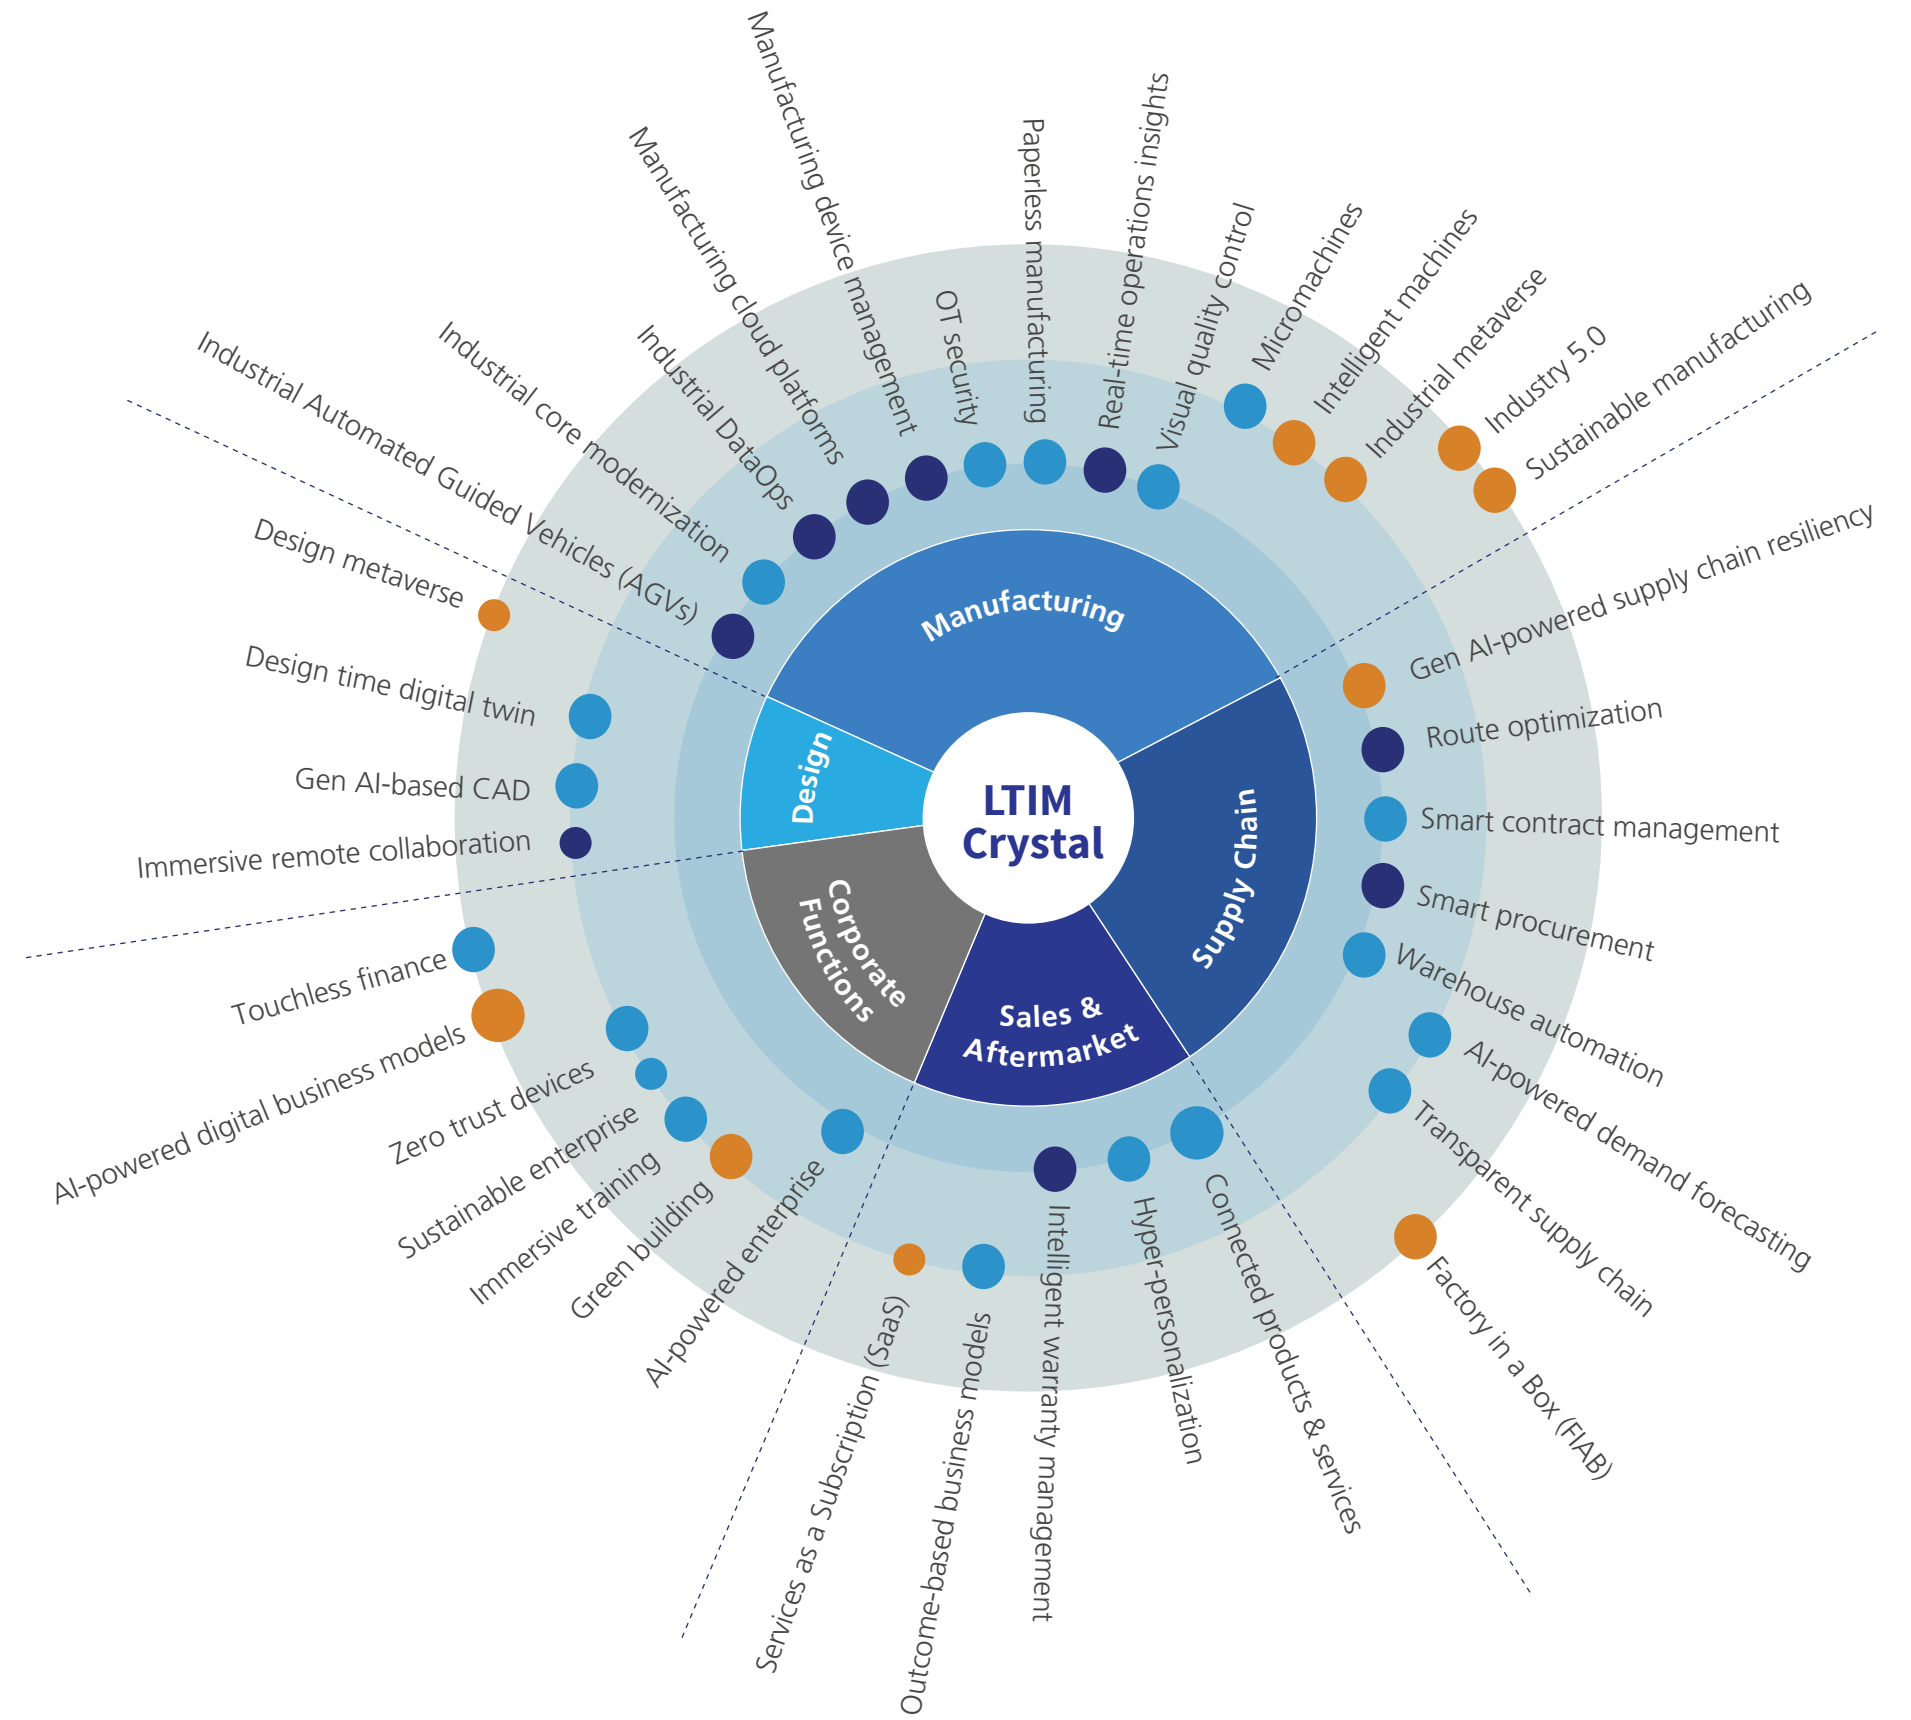 LTIM
Crystal
Manufacturing
Supply Chain
Sales &
Aftermarket
Corporate
Functions
Design
Industrial Automated Guided Vehicles (AGVs)
Industrial core modernization
Industrial DataOps
Manufacturing cloud platforms
Manufacturing device management
OT security
Paperless manufacturing
Real-time operations insights
Visual quality control
Micromachines
Intelligent machines
Industrial metaverse
Industry 5.0
Sustainable manufacturing
Gen AI-powered supply chain resiliency
Route optimization
Smart contract management
Smart procurement
Warehouse automation
AI-powered demand forecasting
Transparent supply chain
Factory in a Box (FIAB)
Connected products & services
Hyper-personalization
Intelligent warranty management
Outcome-based business models
Services as a Subscription (SaaS)
AI-powered enterprise
Green building
Immersive training
Sustainable enterprise
Zero trust devices
AI-powered digital business models
Touchless finance
Immersive remote collaboration
Gen AI-based CAD
Design time digital twin
Design metaverse